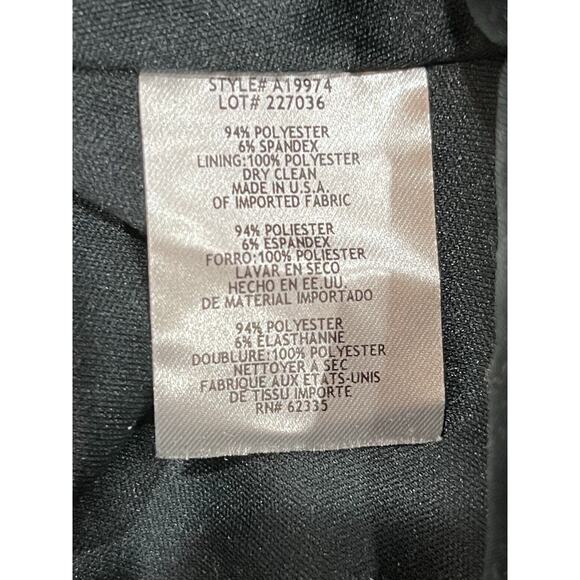 STYLE# A19974
LOT# 227036
94% POLYESTER
6% SPANDEX
LINING:100% POLYESTER
DRY CLEAN
MADE IN U.S.A.
OF IMPORTED FABRIC
94% POLIESTER
6% ESPANDEX
FORRO:100% POLIESTER
LAVAR EN SECO
HECHO EN EE.UU.
DE MATERIAL IMPORTADO
94% POLYESTER
6% ELASTHANNE
DOUBLURE:100% POLYESTER
NETTOYER A SEC
FABRIQUE AUX ETATS-UNIS
DE TISSU IMPORTE
RN# 62335